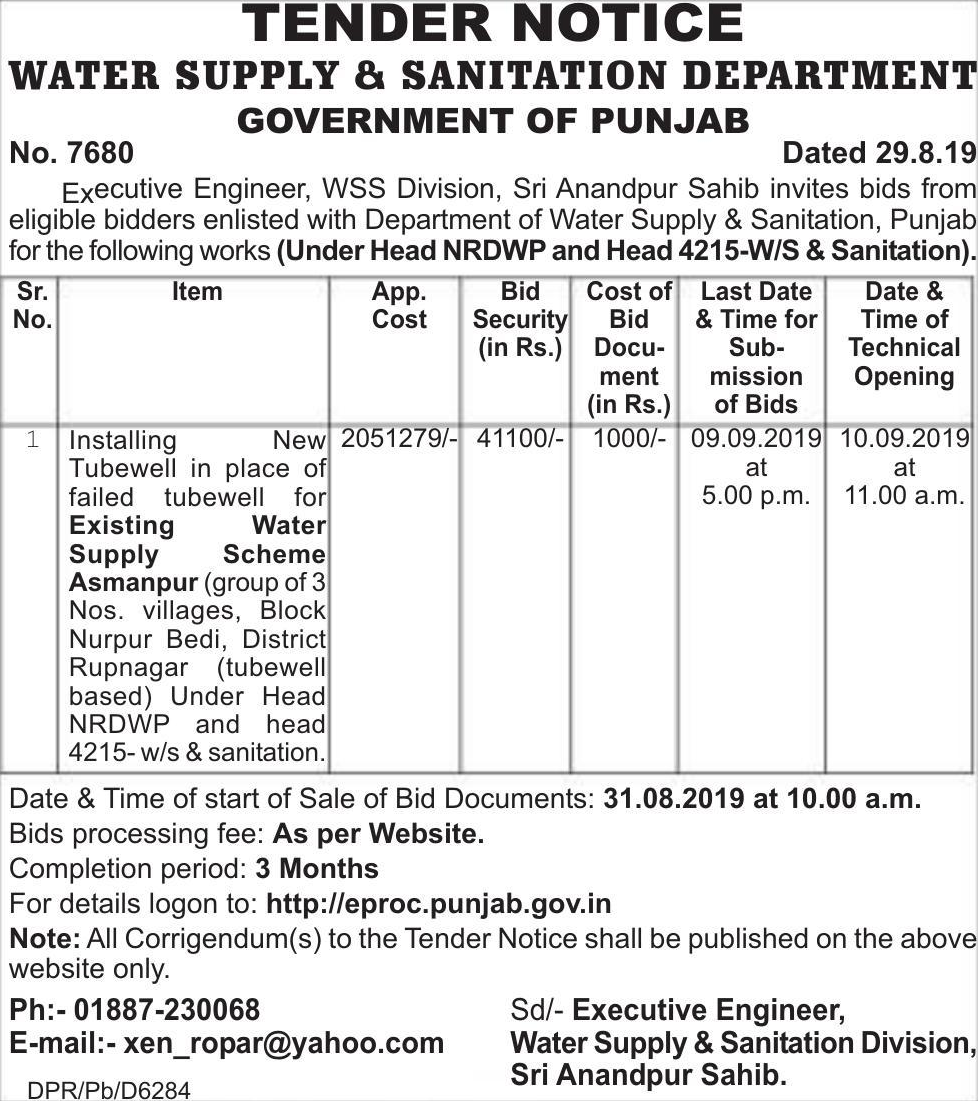 TENDER NOTICE
WATER SUPPLY & SANITATION DEPARTMENT
GOVERNMENT OF PUNJAB
No. 7680 Dated 29.8.19
Executive Engineer, WSS Division, Sri Anandpur Sahib invites bids from
eligible bidders enlisted with Department of Water Supply & Sanitation, Punjab
for the following works (Under Head NRDWP and Head 4215-W/S & Sanitation).
Sr.
No.
Item
App.
Cost
Bid
Security
(in Rs.)
Cost of
Bid
Docu-
ment
(in Rs.)
Last Date
& Time for
Sub-
mission
of Bids
Date &
Time of
Technical
Opening
1
Installing New
Tubewell in place of
failed tubewell for
Existing Water
Supply Scheme
Asmanpur (group of 3
Nos. villages, Block
Nurpur Bedi, District
Rupnagar (tubewell
based) Under Head
NRDWP and head
4215- w/s & sanitation.
2051279/-
41100/-
1000/-
09.09.2019
at
5.00 p.m.
10.09.2019
at
11.00 a.m.
Date & Time of start of Sale of Bid Documents: 31.08.2019 at 10.00 a.m.
Bids processing fee: As per Website.
Completion period: 3 Months
For details logon to: http://eproc.punjab.gov.in
Note: All Corrigendum(s) to the Tender Notice shall be published on the above
website only.
Ph:- 01887-230068
E-mail:- xen_ropar@yahoo.com
Sd/- Executive Engineer,
Water Supply & Sanitation Division,
Sri Anandpur Sahib.
DPR/Pb/D6284